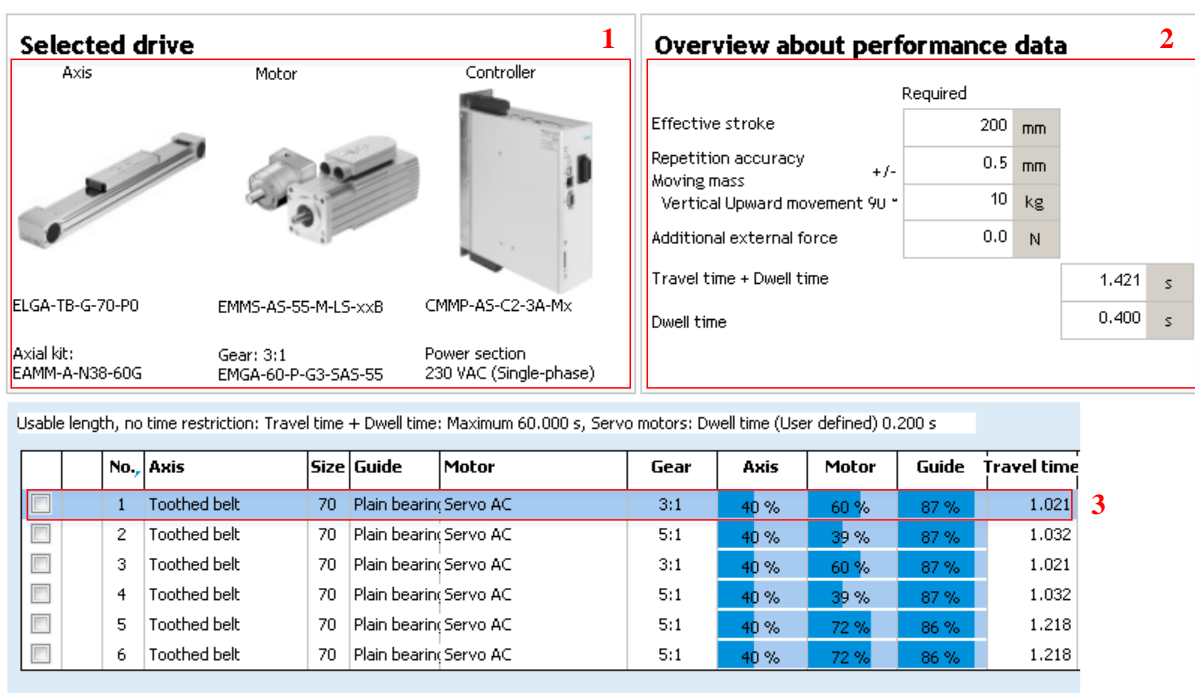 Selected drive 1
Axis Motor Controller
ELGA-TB-G-70-P0 EMMS-AS-55-M-LS-xxB CMMP-AS-C2-3A-Mx
Axial kit: Gear: 3:1 Power section
EAMM-A-N38-60G EMGA-60-P-G3-SAS-55 230 VAC (Single-phase)
Overview about performance data 2
Required
Effective stroke 200 mm
Repetition accuracy +/- 0.5 mm
Moving mass
Vertical Upward movement 90 ° 10 kg
Additional external force 0.0 N
Travel time + Dwell time 1.421 s
Dwell time 0.400 s
Usable length, no time restriction: Travel time + Dwell time: Maximum 60.000 s, Servo motors: Dwell time (User defined) 0.200 s
No. Axis Size Guide Motor Gear Axis Motor Guide Travel time
1 Toothed belt 70 Plain bearing Servo AC 3:1 40 % 60 % 87 % 1.021 3
2 Toothed belt 70 Plain bearing Servo AC 5:1 40 % 39 % 87 % 1.032
3 Toothed belt 70 Plain bearing Servo AC 3:1 40 % 60 % 87 % 1.021
4 Toothed belt 70 Plain bearing Servo AC 5:1 40 % 39 % 87 % 1.032
5 Toothed belt 70 Plain bearing Servo AC 5:1 40 % 72 % 86 % 1.218
6 Toothed belt 70 Plain bearing Servo AC 5:1 40 % 72 % 86 % 1.218